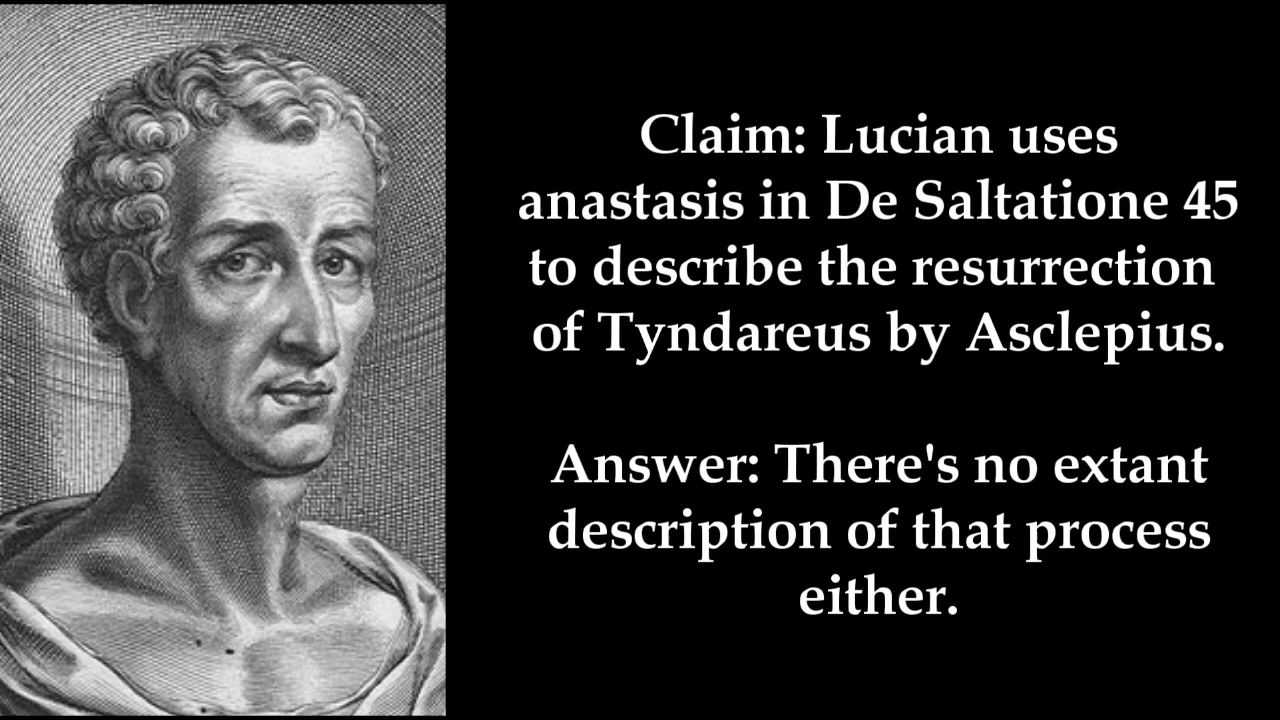 Claim: Lucian uses
anastasis in De Saltatione 45
to describe the resurrection
of Tyndareus by Asclepius.
Answer: There's no extant
description of that process
either.